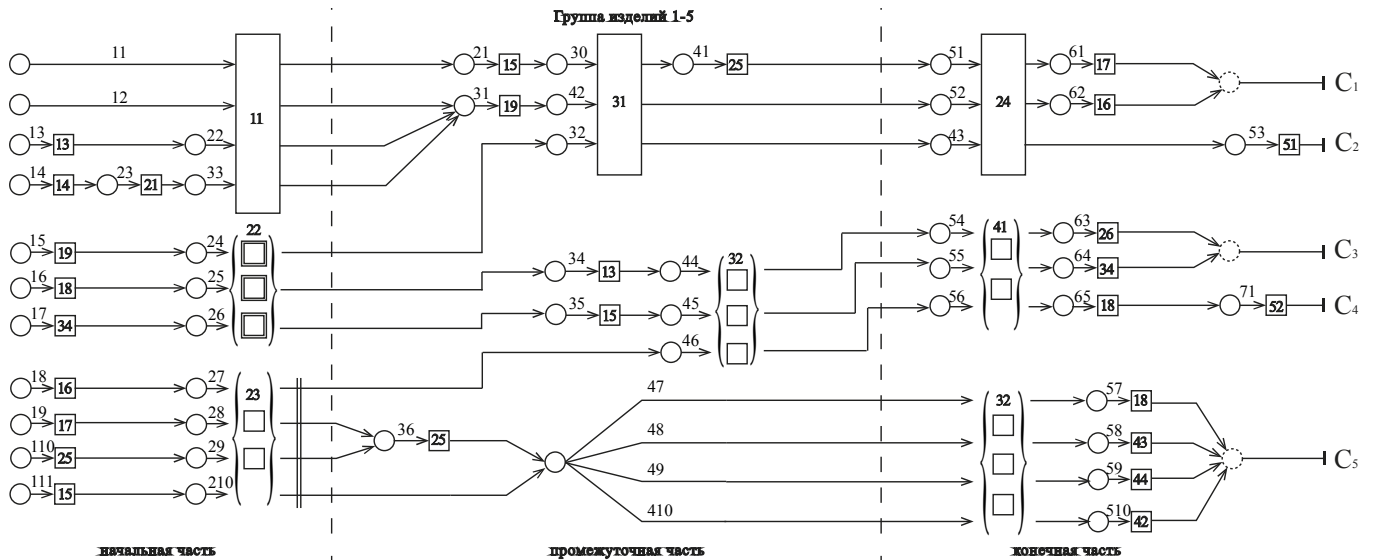 Группа изделий 1-5
11 21 15 30 41 25 51 61 17 C₁
12 11 31 19 42 31 52 24 62 16
13 13 22 32 43 53 51 C₂
14 14 23 21 33
15 19 24 22 54 41 63 26 C₃
16 18 25 34 13 44 32 55 64 34
17 34 26 35 15 45 56 65 18 71 52 C₄
46
18 16 27 23 47 32 57 18
19 17 28 36 25 48 58 43
110 25 29 49 59 44 C₅
111 15 210 410 510 42
начальная часть промежуточная часть конечная часть